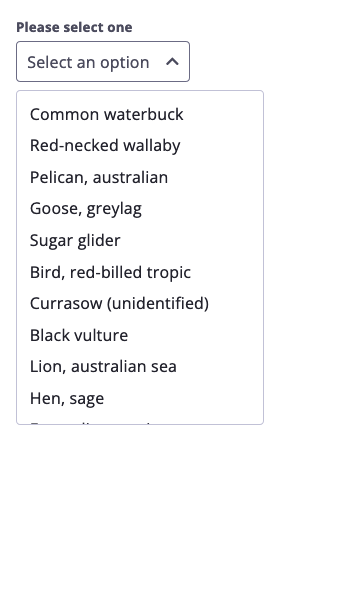 Please select one
Select an option
Common waterbuck
Red-necked wallaby
Pelican, australian
Goose, greylag
Sugar glider
Bird, red-billed tropic
Currasow (unidentified)
Black vulture
Lion, australian sea
Hen, sage